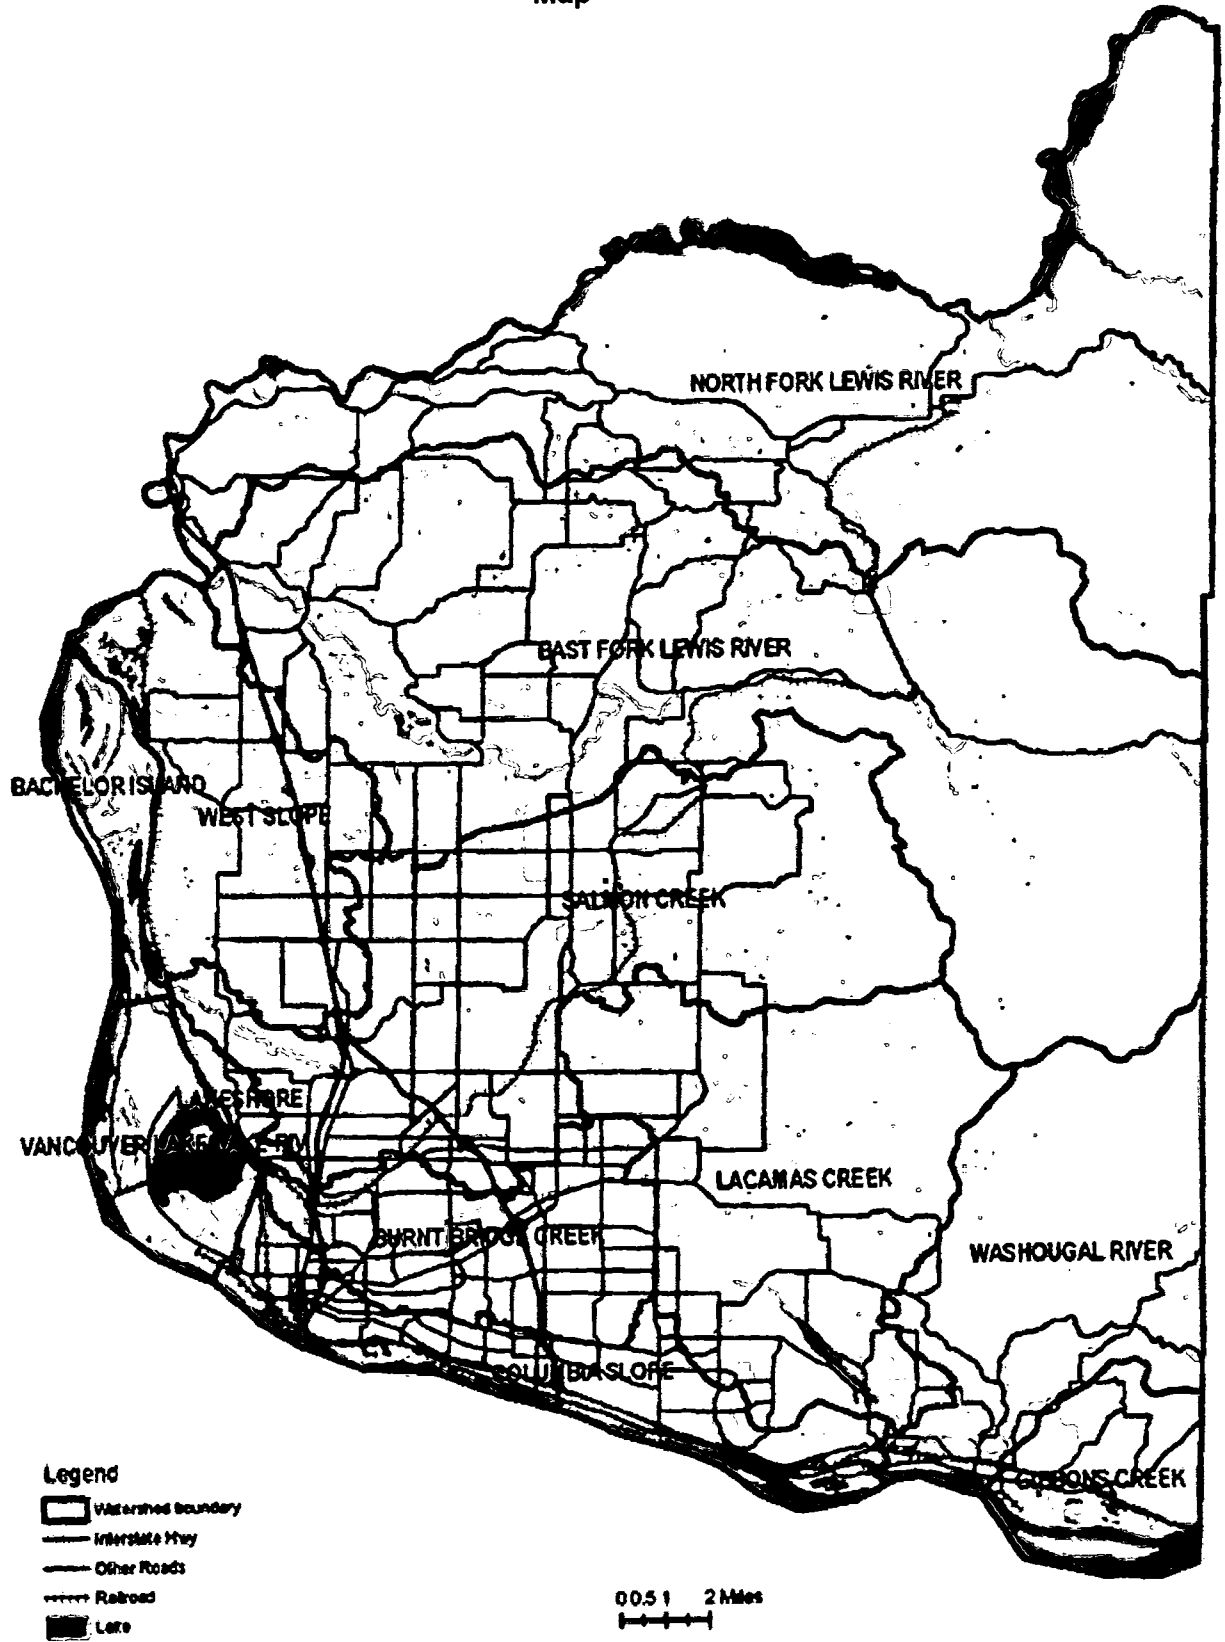 Map
NORTH FORK LEWIS RIVER
EAST FORK LEWIS RIVER
BACHELOR ISLAND
WEST SLOPE
SALMON CREEK
LAKESHORE
VANCOUVER LAKE/LAKE RIV
LACAMAS CREEK
BURNT BRIDGE CREEK
WASHOUGAL RIVER
COLUMBIA SLOPE
GIBBONS CREEK
Legend
Watershed Boundary
Interstate Hwy
Other Roads
Railroad
Lake
0 0.5 1 2 Miles